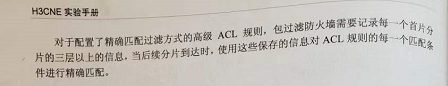 H3CNE 实验手册
对于配置了精确匹配过滤方式的高级 ACL 规则，包过滤防火墙需要记录每一个首片分
片的三层以上的信息，当后续分片到达时，使用这些保存的信息对 ACL 规则的每一个匹配条
件进行精确匹配。